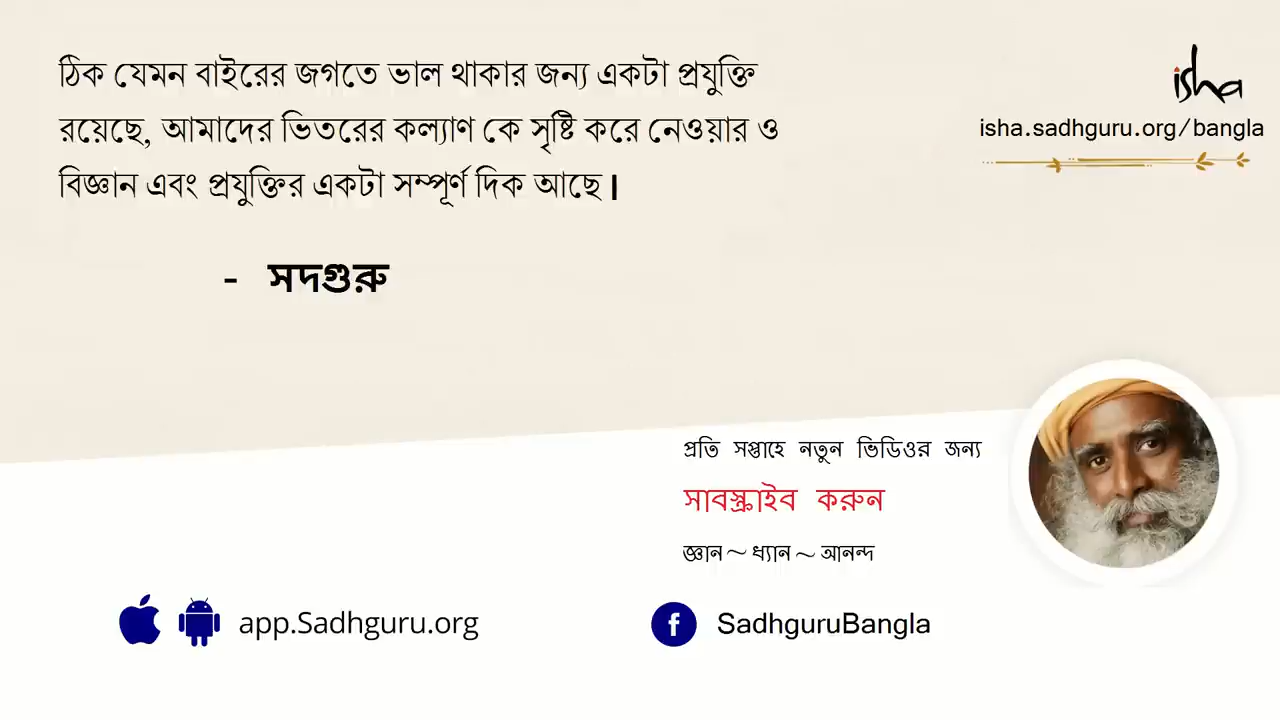 ঠিক যেমন বাইরের জগতে ভাল থাকার জন্য একটা প্রযুক্তি
রয়েছে, আমাদের ভিতরের কল্যাণ কে সৃষ্টি করে নেওয়ার ও
বিজ্ঞান এবং প্রযুক্তির একটা সম্পূর্ণ দিক আছে।
- সদগুরু
isha
isha.sadhguru.org/bangla
প্রতি সপ্তাহে নতুন ভিডিওর জন্য
সাবস্ক্রাইব করুন
জ্ঞান ~ ধ্যান ~ আনন্দ
app.Sadhguru.org
f SadhguruBangla